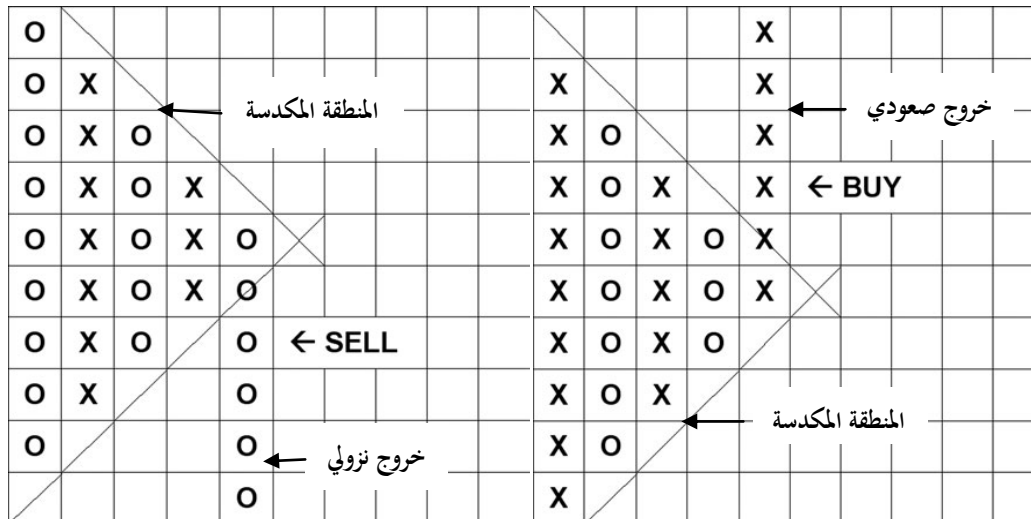 O
O X
المنطقة المكدسة
O X O
O X O X
O X O X O
O X O X O
O X O O ← SELL
O X O
O O
خروج نزولي
O
X
X X
خروج صعودي
X O X
X O X X ← BUY
X O X O X
X O X O X
X O X O
X O X
المنطقة المكدسة
X O
X